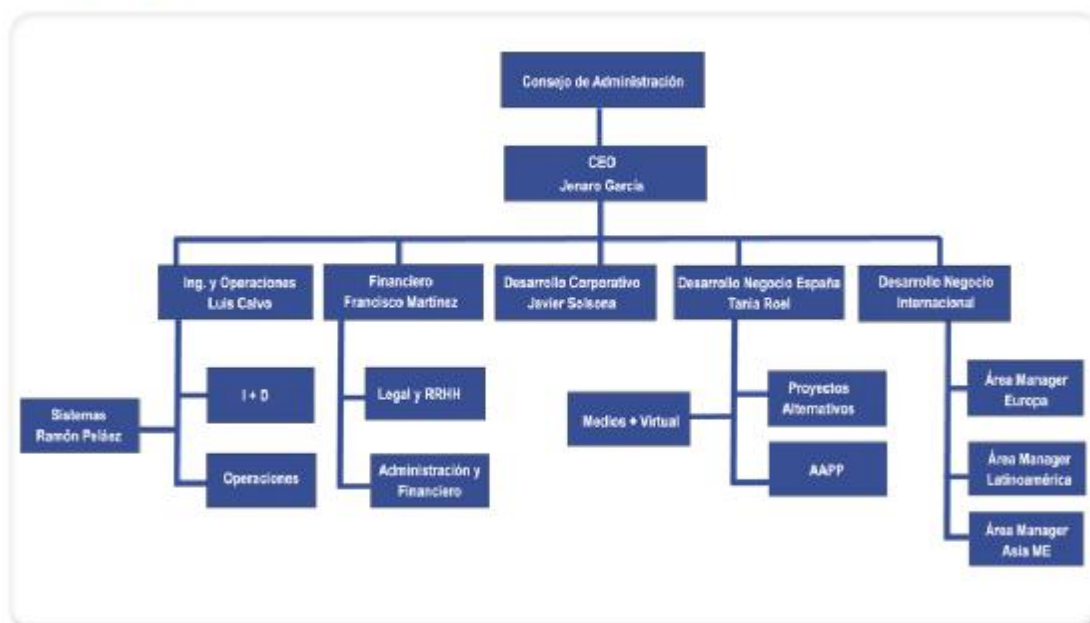 Consejo de Administración
CEO
Jenaro García
Ing. y Operaciones
Luis Calvo
Financiero
Francisco Martínez
Desarrollo Corporativo
Javier Solsona
Desarrollo Negocio España
Tania Roel
Desarrollo Negocio
Internacional
I + D
Legal y RRHH
Proyectos
Alternativos
Área Manager
Europa
Sistemas
Ramón Peláez
Medios + Virtual
Operaciones
Administración y
Financiero
AAPP
Área Manager
Latinoamérica
Área Manager
Asia ME